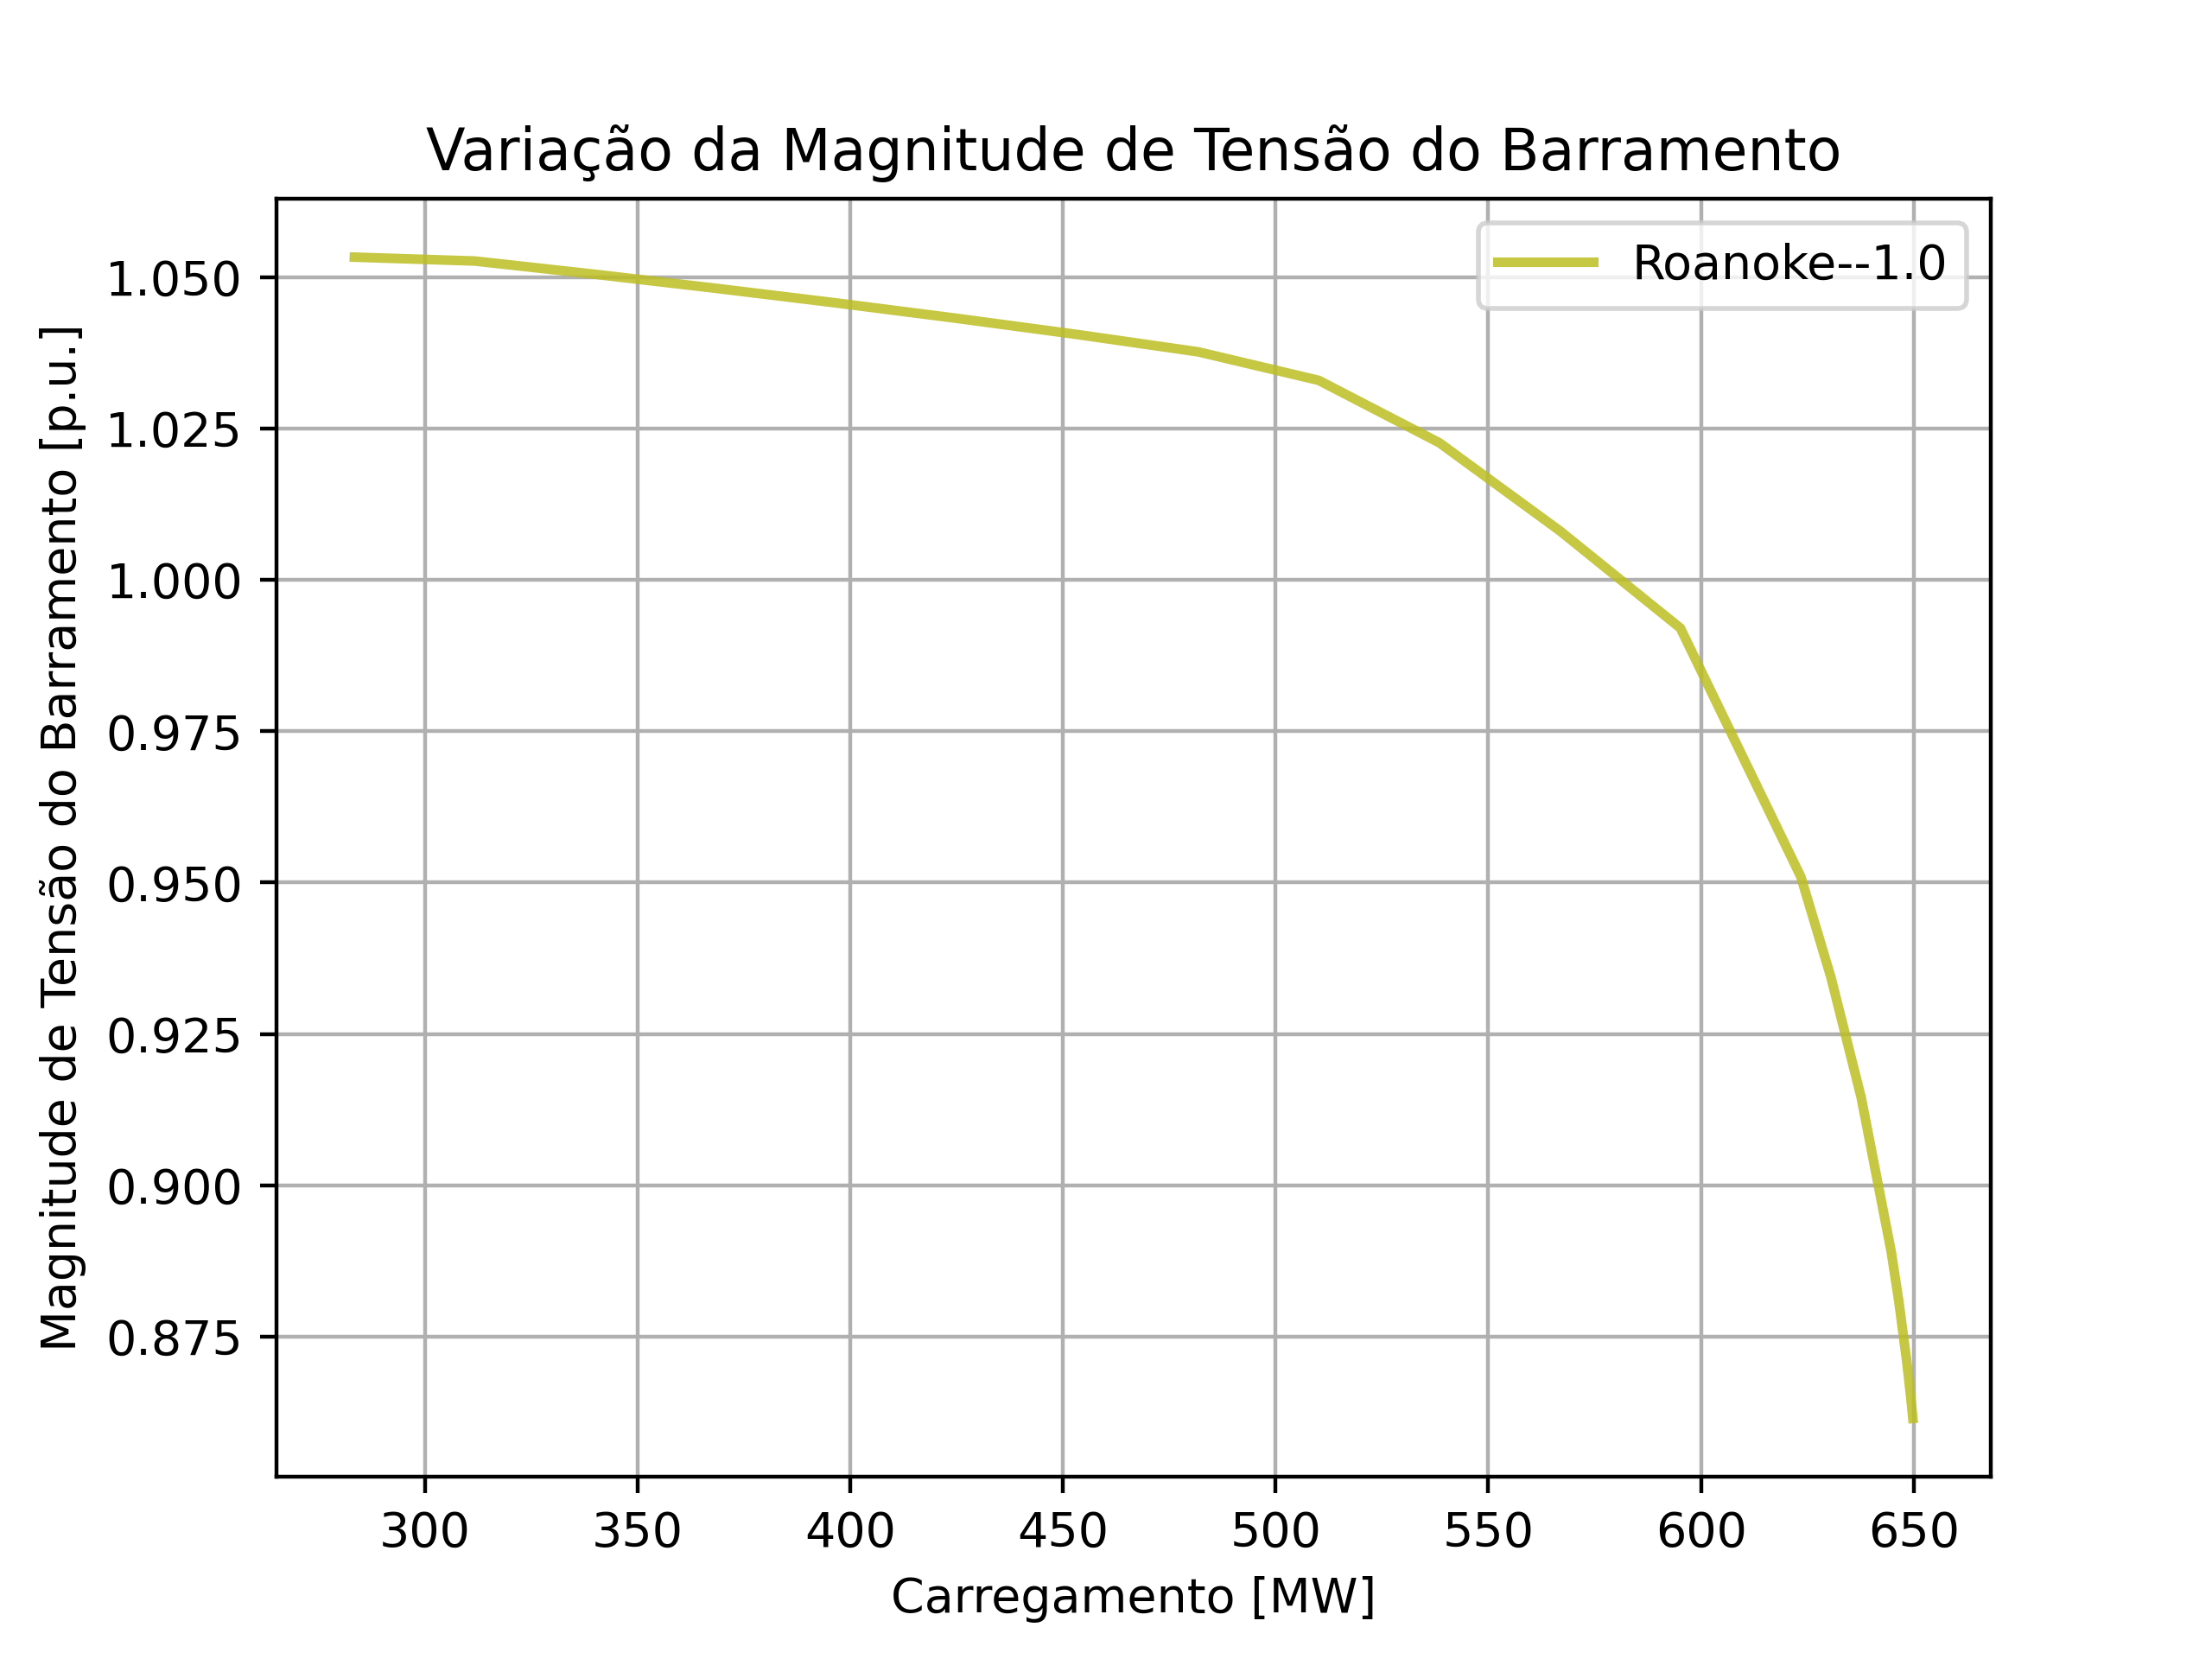 Variação da Magnitude de Tensão do Barramento
Roanoke--1.0
Magnitude de Tensão do Barramento [p.u.]
1.050
1.025
1.000
0.975
0.950
0.925
0.900
0.875
300 350 400 450 500 550 600 650
Carregamento [MW]